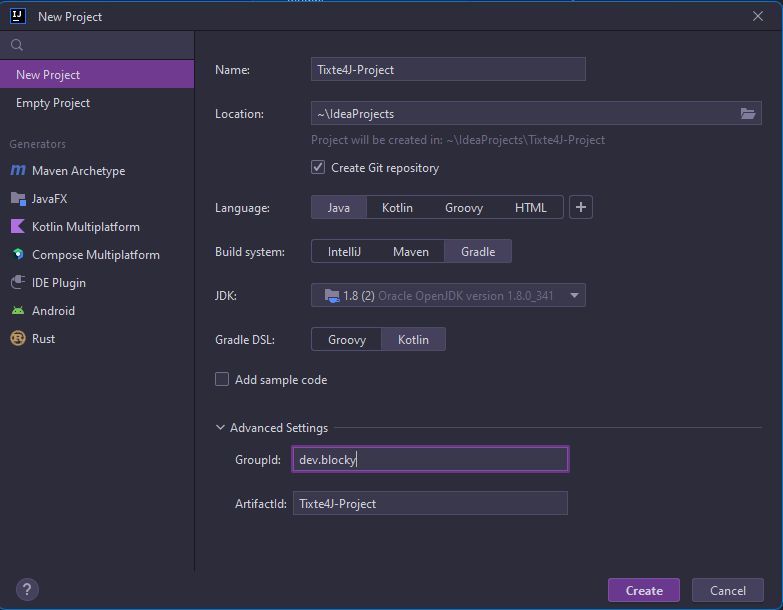 IJ
New Project
New Project
Empty Project
Generators
Maven Archetype
JavaFX
Kotlin Multiplatform
Compose Multiplatform
IDE Plugin
Android
Rust
Name:
Tixte4J-Project
Location:
~\IdeaProjects
Project will be created in: ~\IdeaProjects\Tixte4J-Project
Create Git repository
Language:
Java Kotlin Groovy HTML +
Build system:
IntelliJ Maven Gradle
JDK:
1.8 (2) Oracle OpenJDK version 1.8.0_341
Gradle DSL:
Groovy Kotlin
Add sample code
Advanced Settings
GroupId:
dev.blocky
ArtifactId:
Tixte4J-Project
?
Create Cancel